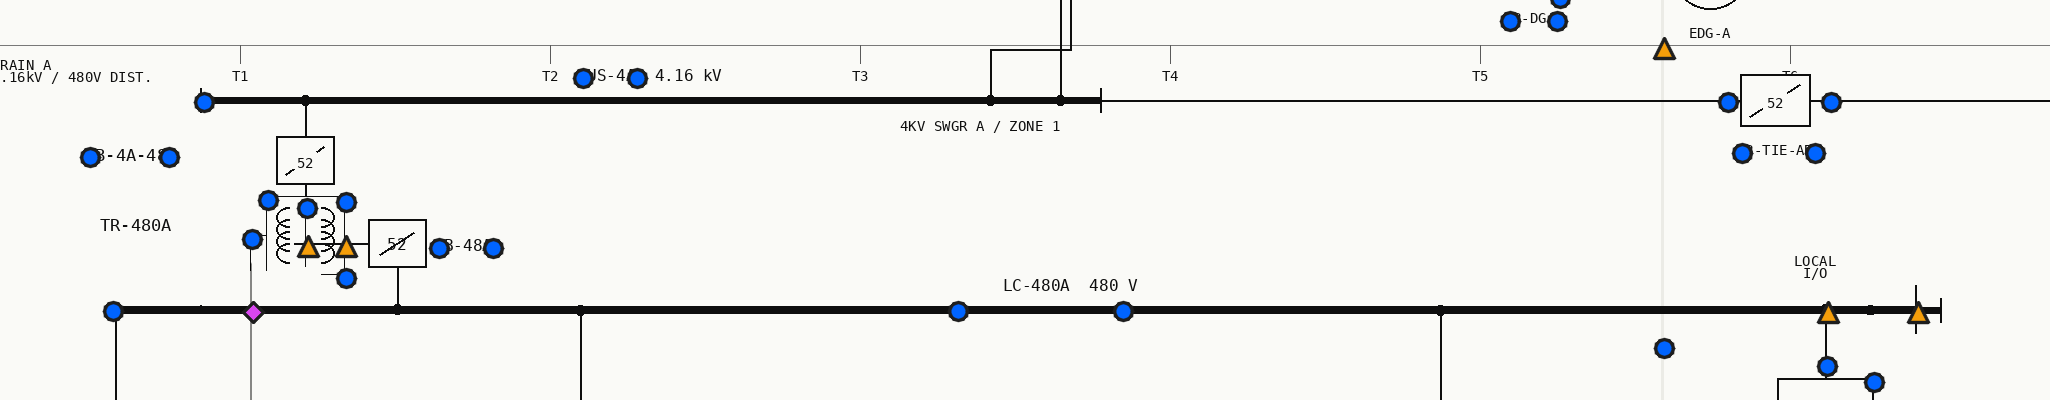 EDG-A
RAIN A
.16kV / 480V DIST.
T1
T2
4.16 kV
T3
T4
T5
52
4KV SWGR A / ZONE 1
52
TR-480A
52
LC-480A 480 V
LOCAL
I/O